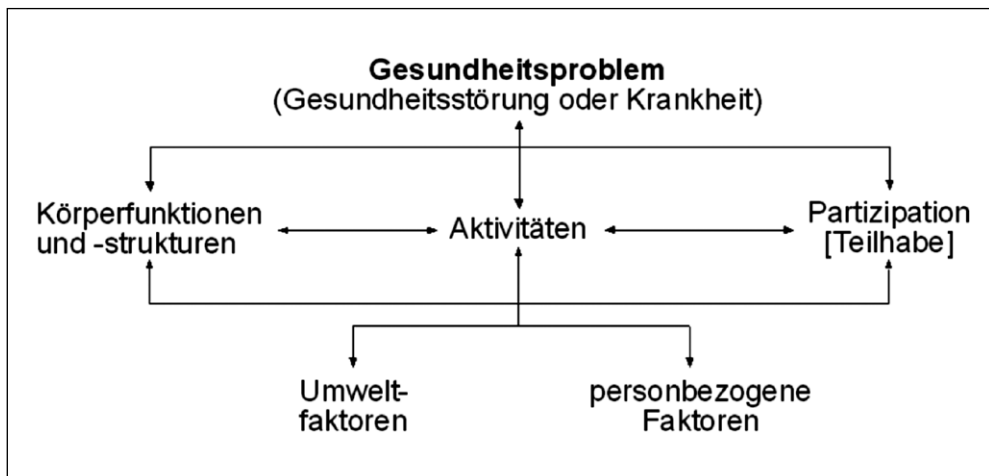 Gesundheitsproblem
(Gesundheitsstörung oder Krankheit)
Körperfunktionen
und -strukturen
Aktivitäten
Partizipation
[Teilhabe]
Umwelt-
faktoren
personbezogene
Faktoren